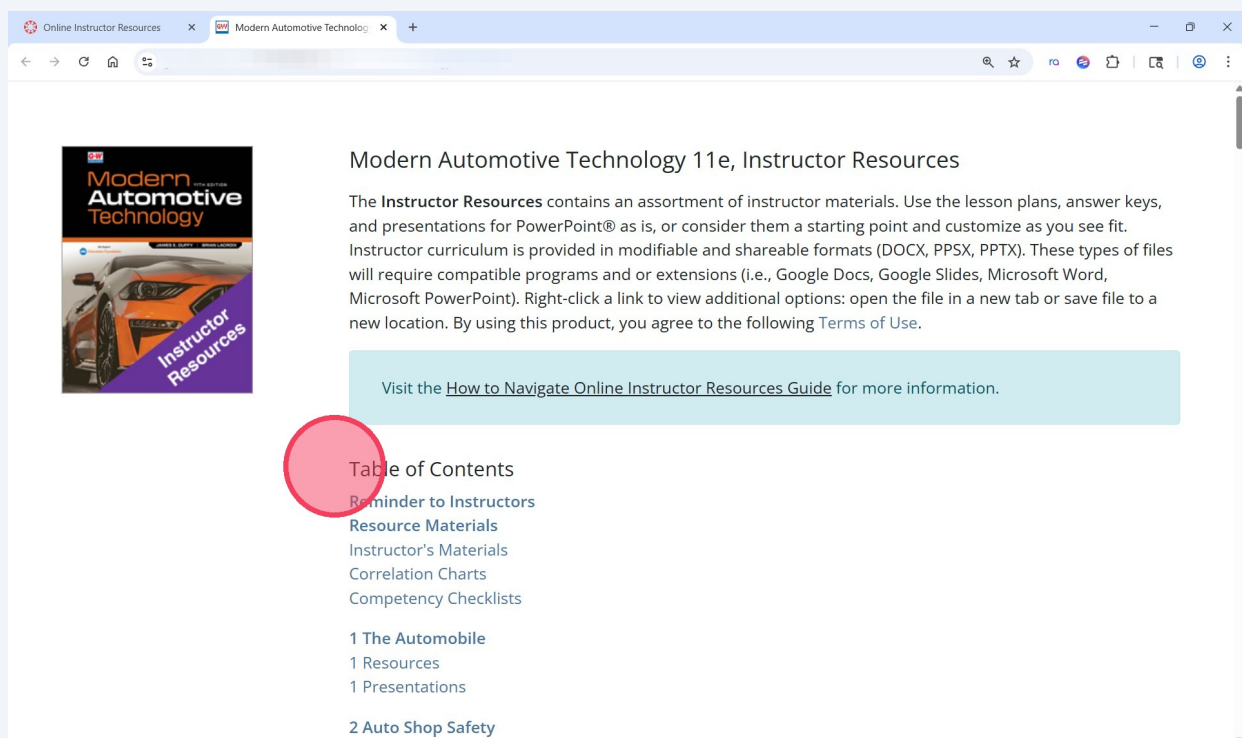 Online Instructor Resources
Modern Automotive Technolog
G-W
Modern
11TH EDITION
Automotive
Technology
JAMES E. DUFFY BRIAN LACROIX
Instructor
Resources
Modern Automotive Technology 11e, Instructor Resources
The Instructor Resources contains an assortment of instructor materials. Use the lesson plans, answer keys,
and presentations for PowerPoint® as is, or consider them a starting point and customize as you see fit.
Instructor curriculum is provided in modifiable and shareable formats (DOCX, PPSX, PPTX). These types of files
will require compatible programs and or extensions (i.e., Google Docs, Google Slides, Microsoft Word,
Microsoft PowerPoint). Right-click a link to view additional options: open the file in a new tab or save file to a
new location. By using this product, you agree to the following Terms of Use.
Visit the How to Navigate Online Instructor Resources Guide for more information.
Table of Contents
Reminder to Instructors
Resource Materials
Instructor's Materials
Correlation Charts
Competency Checklists
1 The Automobile
1 Resources
1 Presentations
2 Auto Shop Safety